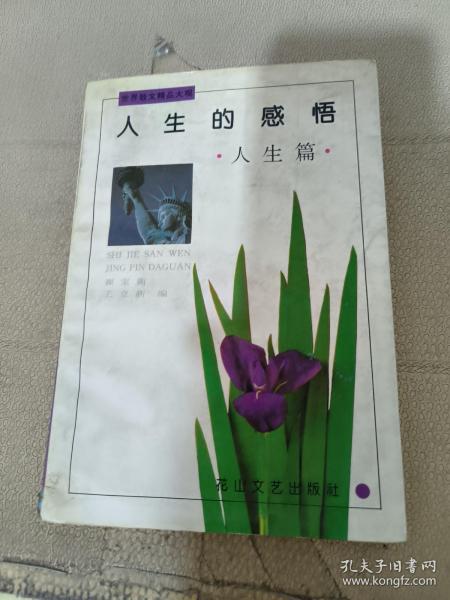 世界散文精品大观
人生的感悟
·人生篇·
SHI JIE SAN WEN
JING PIN DAGUAN
编
花山文艺出版社
孔夫子旧书网
www.kongfz.com